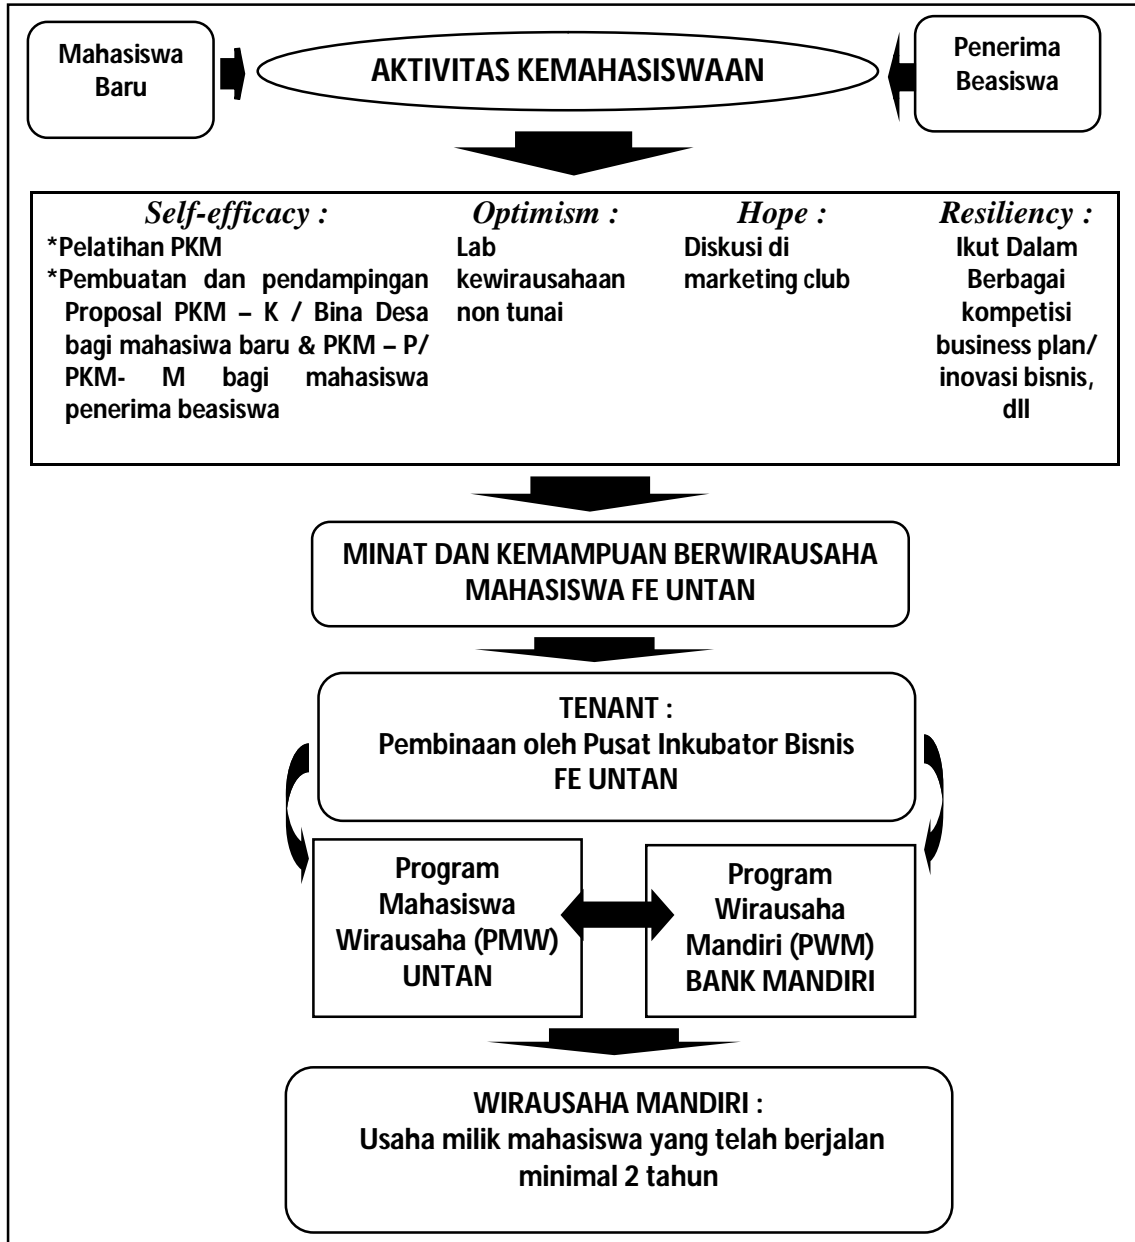 Mahasiswa
Baru
AKTIVITAS KEMAHASISWAAN
Penerima
Beasiswa
Self-efficacy :
*Pelatihan PKM
*Pembuatan dan pendampingan
Proposal PKM – K / Bina Desa
bagi mahasiwa baru & PKM – P/
PKM- M bagi mahasiswa
penerima beasiswa
Optimism :
Lab
kewirausahaan
non tunai
Hope :
Diskusi di
marketing club
Resiliency :
Ikut Dalam
Berbagai
kompetisi
business plan/
inovasi bisnis,
dll
MINAT DAN KEMAMPUAN BERWIRAUSAHA
MAHASISWA FE UNTAN
TENANT :
Pembinaan oleh Pusat Inkubator Bisnis
FE UNTAN
Program
Mahasiswa
Wirausaha (PMW)
UNTAN
Program
Wirausaha
Mandiri (PWM)
BANK MANDIRI
WIRAUSAHA MANDIRI :
Usaha milik mahasiswa yang telah berjalan
minimal 2 tahun